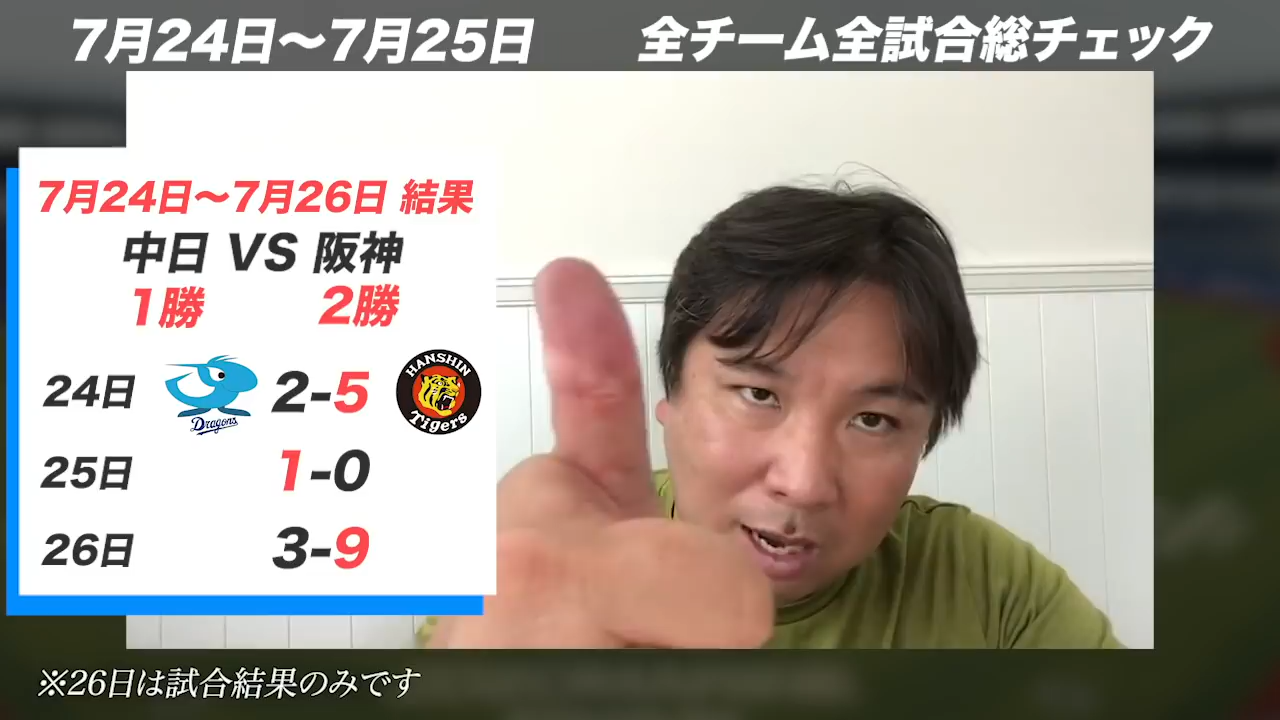 7月24日～7月25日　全チーム全試合総チェック
7月24日～7月26日 結果
中日 VS 阪神
1勝 2勝
24日 Dragons 2-5 HANSHIN Tigers
25日 1-0
26日 3-9
※26日は試合結果のみです